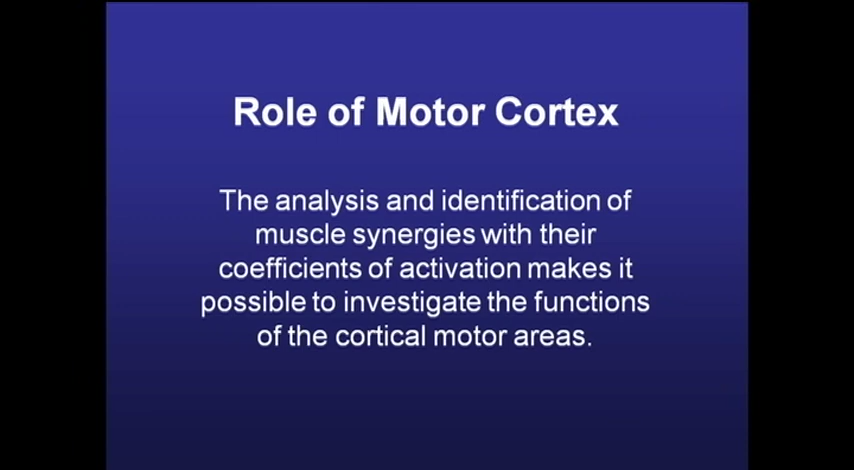 Role of Motor Cortex
The analysis and identification of
muscle synergies with their
coefficients of activation makes it
possible to investigate the functions
of the cortical motor areas.